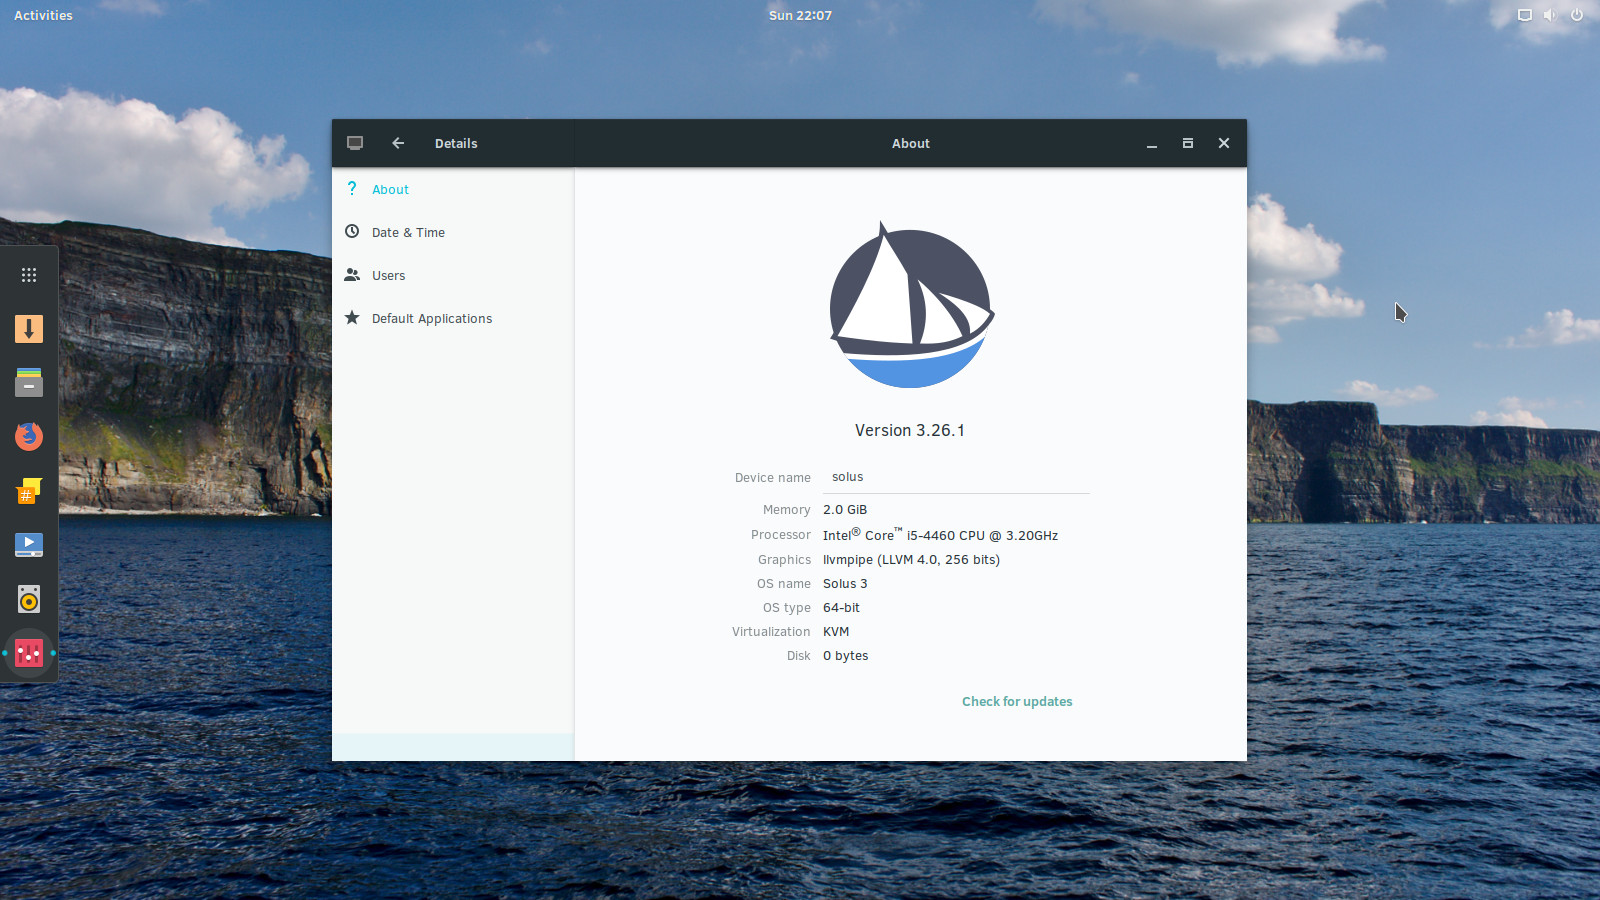 Activities
Sun 22:07
Details
About
About
Date & Time
Users
Default Applications
Version 3.26.1
Device name solus
Memory 2.0 GiB
Processor Intel® Core™ i5-4460 CPU @ 3.20GHz
Graphics llvmpipe (LLVM 4.0, 256 bits)
OS name Solus 3
OS type 64-bit
Virtualization KVM
Disk 0 bytes
Check for updates